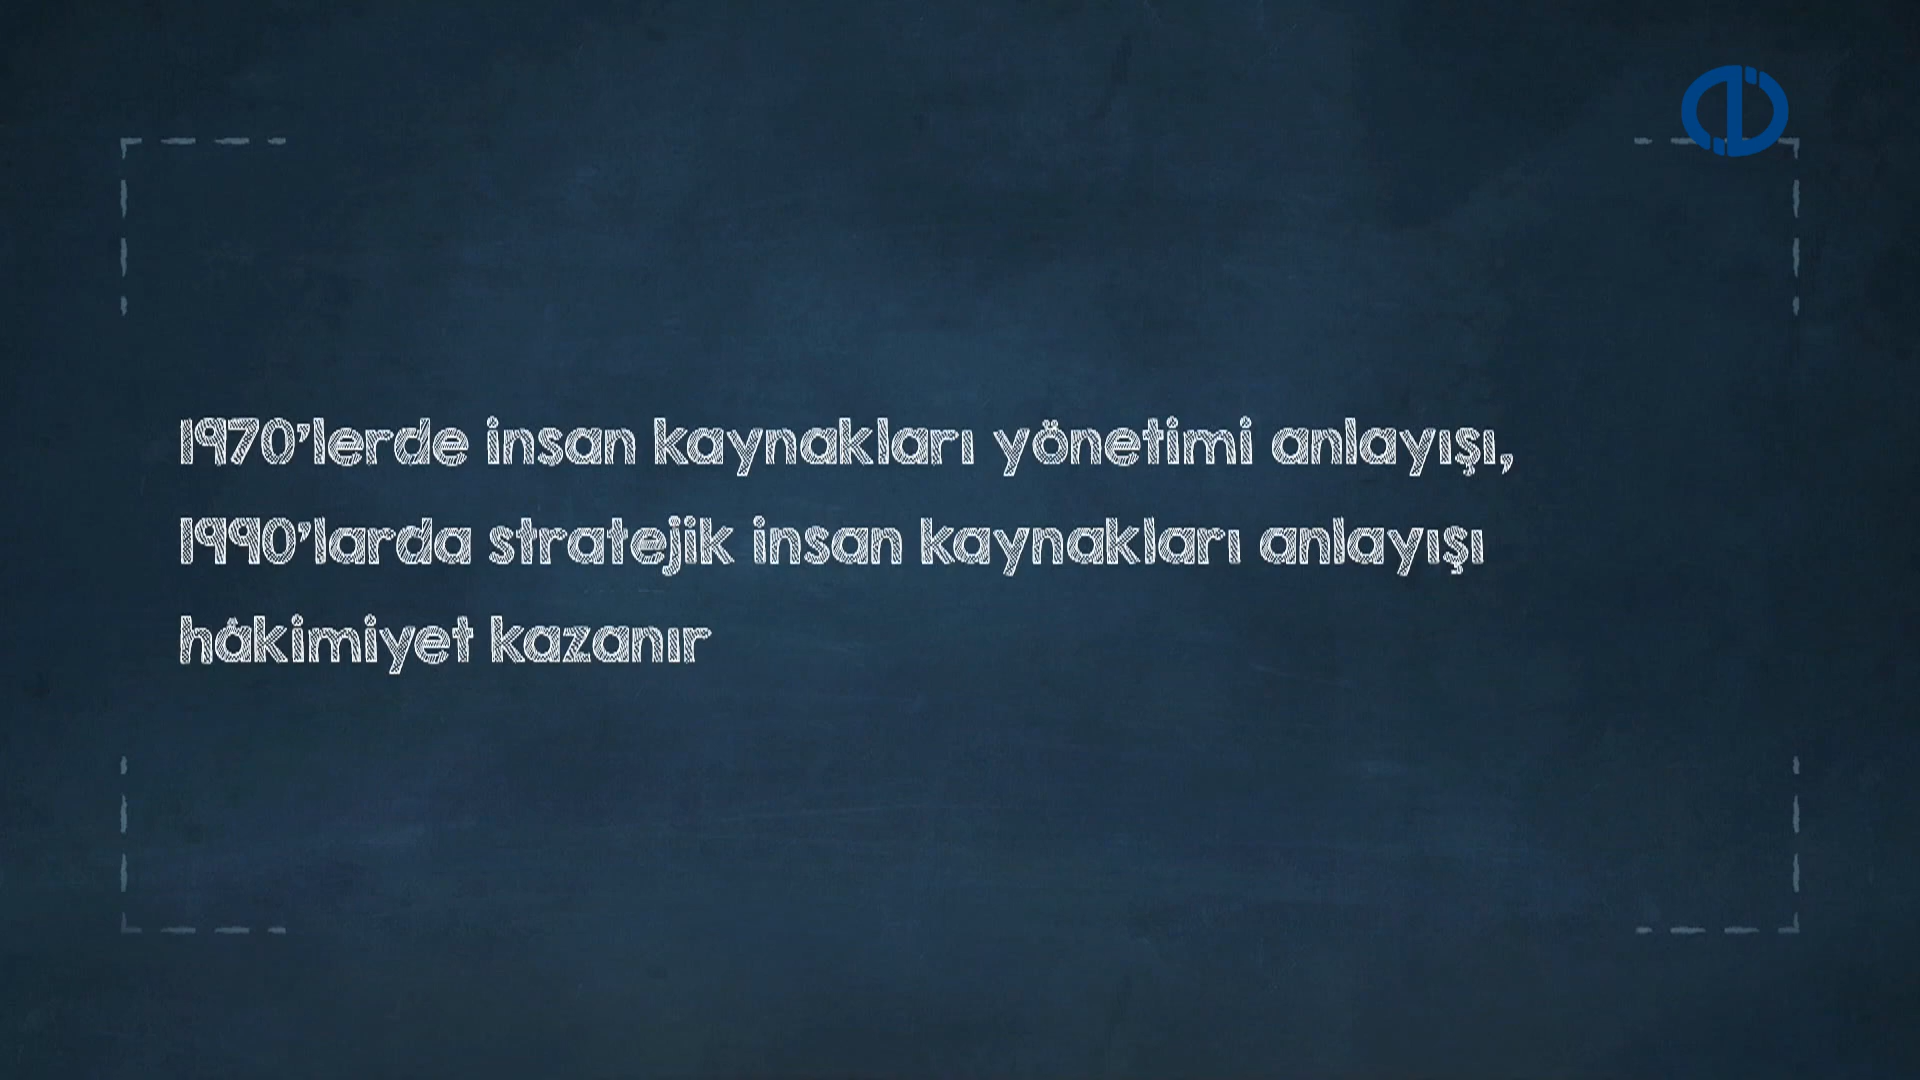 1970'lerde insan kaynakları yönetimi anlayışı,
1990'larda stratejik insan kaynakları anlayışı
hâkimiyet kazanır